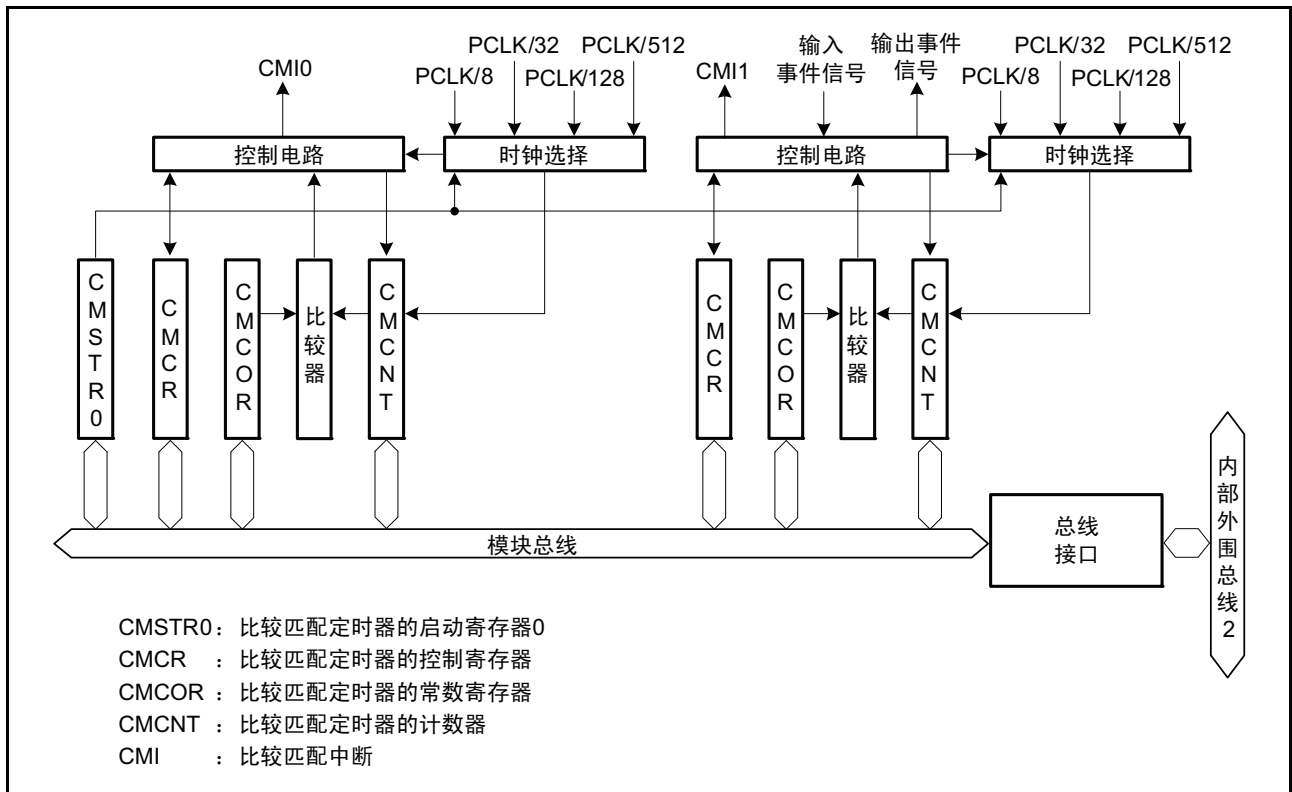 PCLK/32 PCLK/512
CMI0
PCLK/8 PCLK/128
输入
事件信号
输出事件
信号
CMI1
PCLK/32 PCLK/512
PCLK/8 PCLK/128
控制电路
时钟选择
控制电路
时钟选择
CMSTR0
CMCR
CMCOR
比较器
CMCNT
CMCR
CMCOR
比较器
CMCNT
模块总线
总线
接口
内部外围总线2
CMSTR0：比较匹配定时器的启动寄存器0
CMCR ：比较匹配定时器的控制寄存器
CMCOR ：比较匹配定时器的常数寄存器
CMCNT ：比较匹配定时器的计数器
CMI ：比较匹配中断